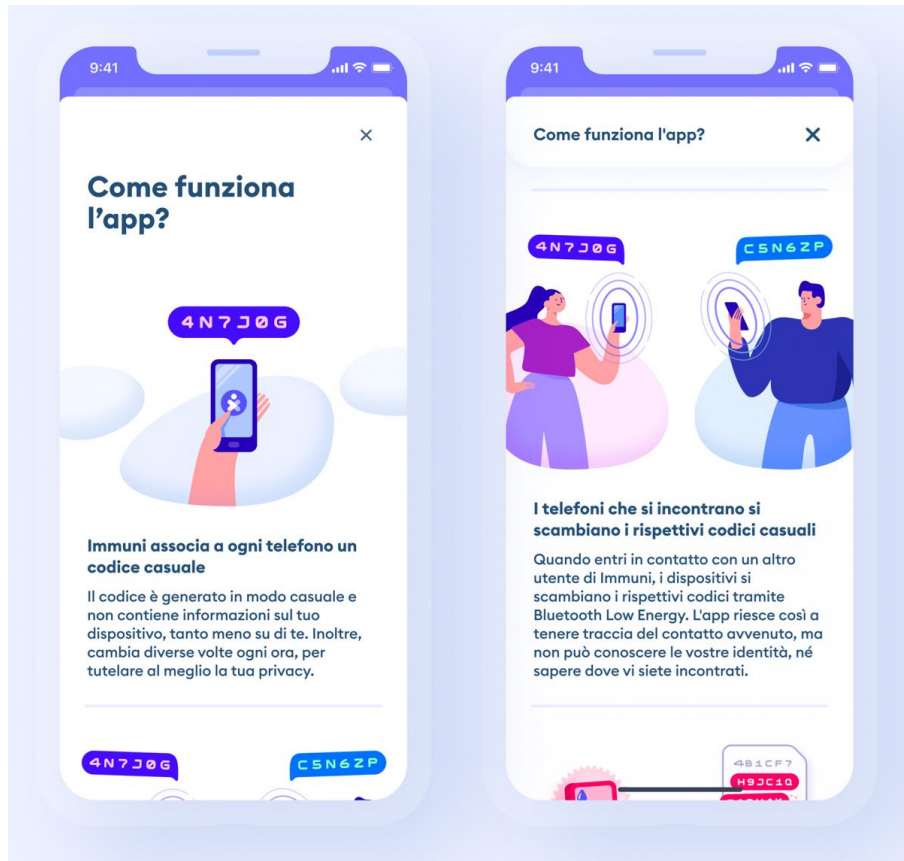 9:41
Come funziona
l’app?
4N7J0G
Immuni associa a ogni telefono un
codice casuale
Il codice è generato in modo casuale e
non contiene informazioni sul tuo
dispositivo, tanto meno su di te. Inoltre,
cambia diverse volte ogni ora, per
tutelare al meglio la tua privacy.
4N7J0G
C5N6ZP
9:41
Come funziona l'app?
4N7J0G
C5N6ZP
I telefoni che si incontrano si
scambiano i rispettivi codici casuali
Quando entri in contatto con un altro
utente di Immuni, i dispositivi si
scambiano i rispettivi codici tramite
Bluetooth Low Energy. L'app riesce così a
tenere traccia del contatto avvenuto, ma
non può conoscere le vostre identità, né
sapere dove vi siete incontrati.
4B1CF7
H9JC1Q